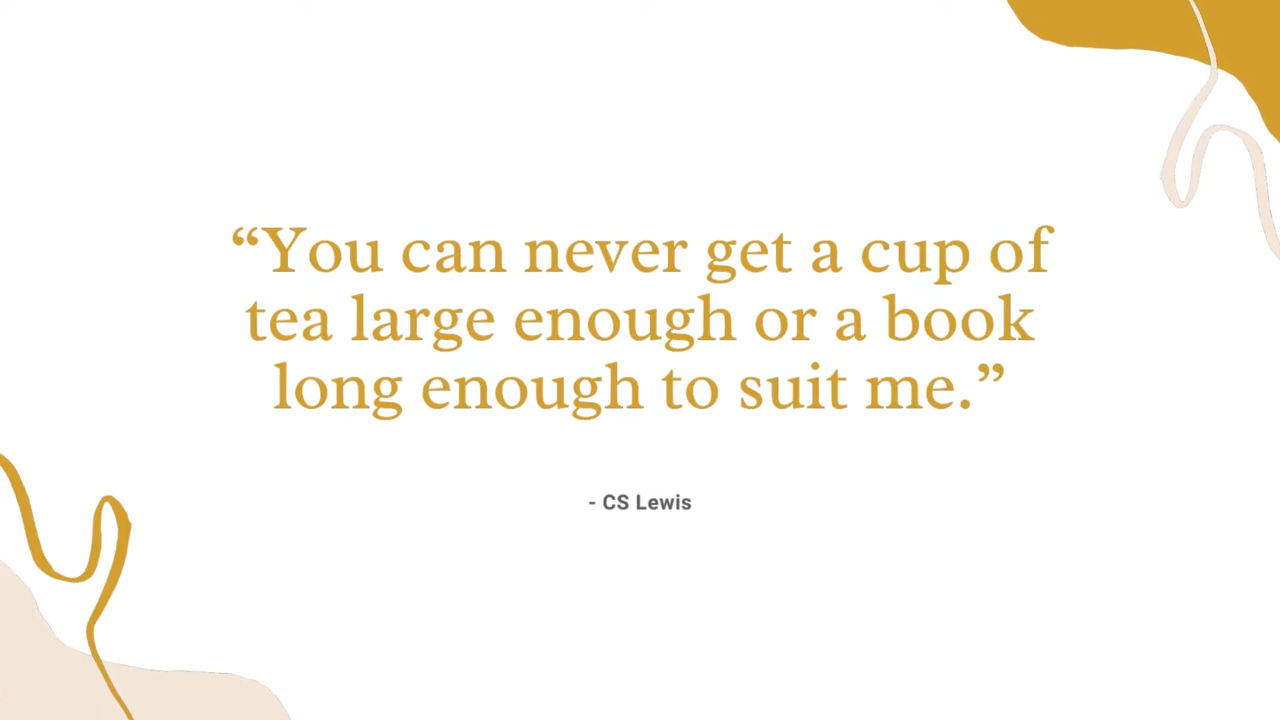 “You can never get a cup of
tea large enough or a book
long enough to suit me.”
- CS Lewis